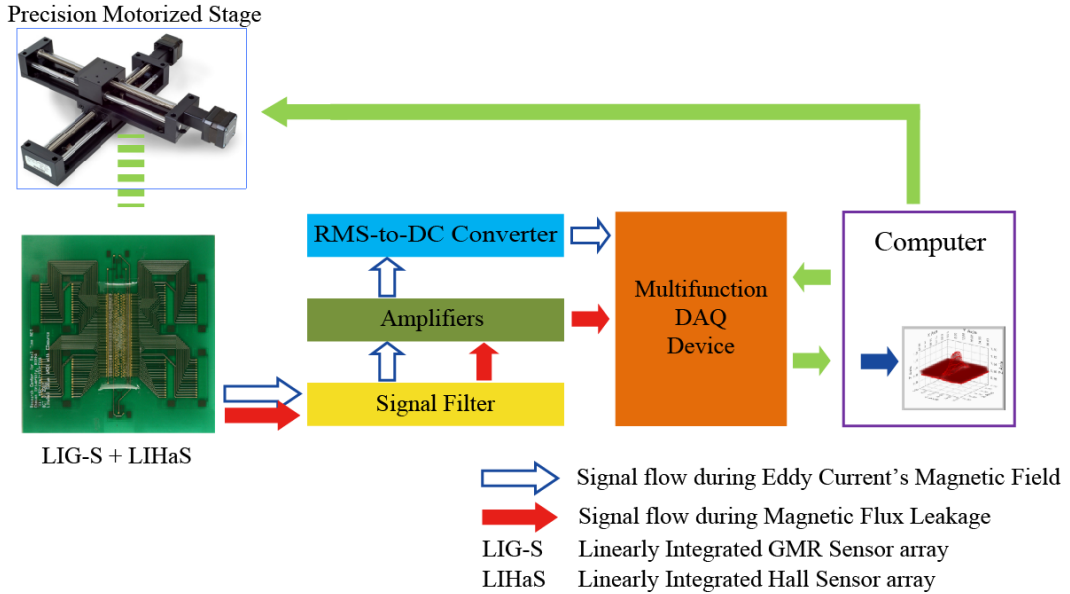 Precision Motorized Stage
RMS-to-DC Converter
Amplifiers
Signal Filter
Multifunction
DAQ
Device
Computer
LIG-S + LIHaS
Signal flow during Eddy Current’s Magnetic Field
Signal flow during Magnetic Flux Leakage
LIG-S Linearly Integrated GMR Sensor array
LIHaS Linearly Integrated Hall Sensor array